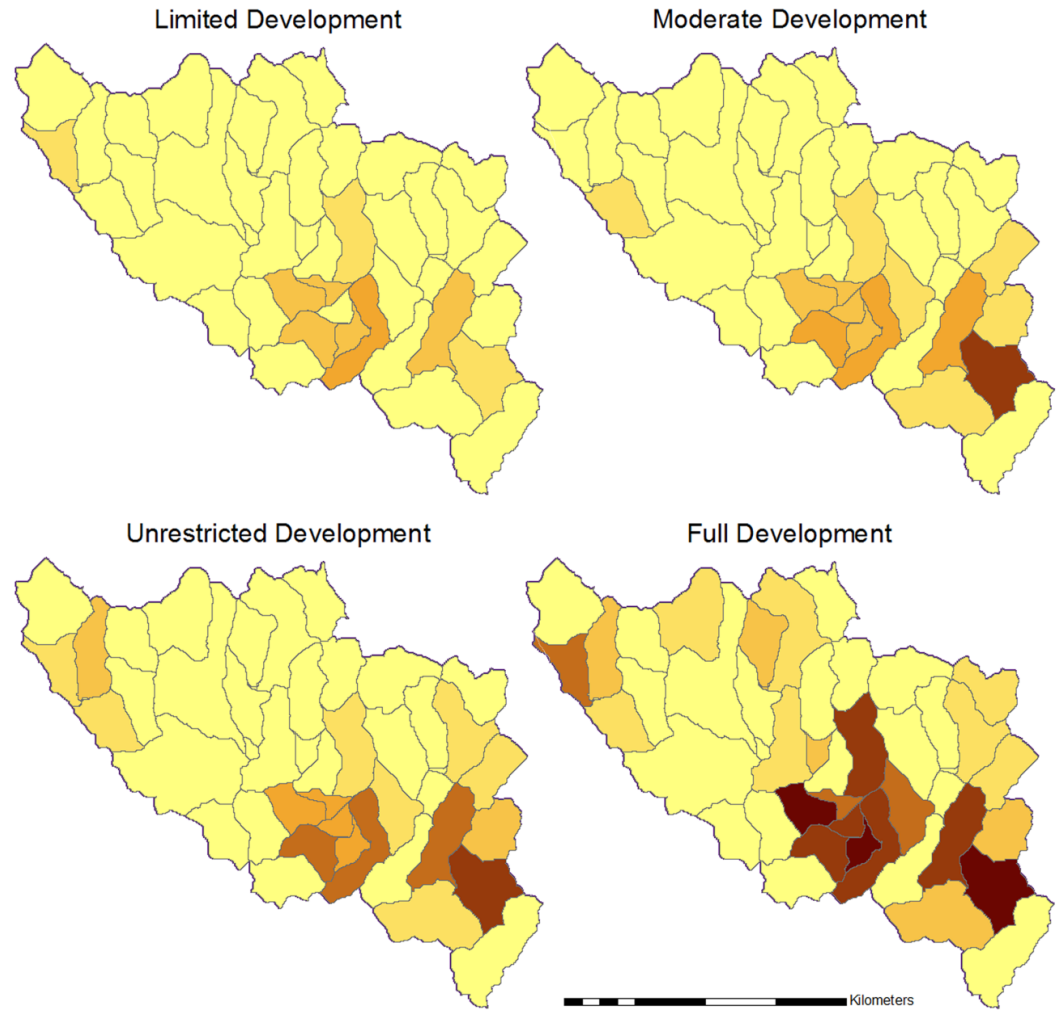 Limited Development
Moderate Development
Unrestricted Development
Full Development
Kilometers